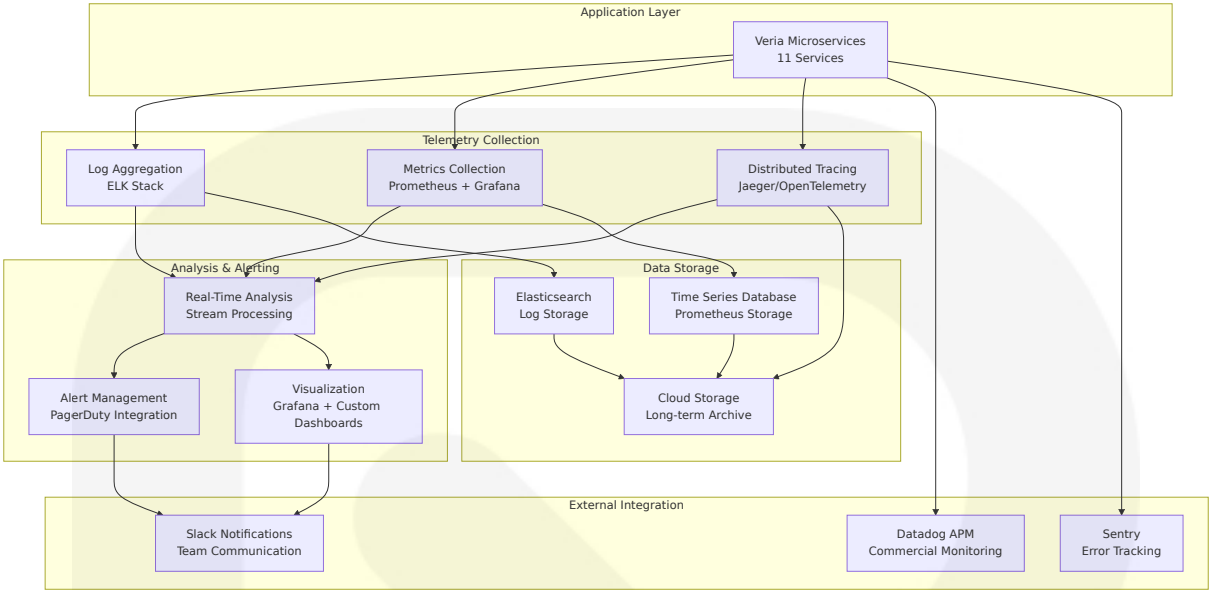 Application Layer
Veria Microservices
11 Services
Telemetry Collection
Log Aggregation
ELK Stack
Metrics Collection
Prometheus + Grafana
Distributed Tracing
Jaeger/OpenTelemetry
Analysis & Alerting
Real-Time Analysis
Stream Processing
Alert Management
PagerDuty Integration
Visualization
Grafana + Custom
Dashboards
Data Storage
Elasticsearch
Log Storage
Time Series Database
Prometheus Storage
Cloud Storage
Long-term Archive
External Integration
Slack Notifications
Team Communication
Datadog APM
Commercial Monitoring
Sentry
Error Tracking